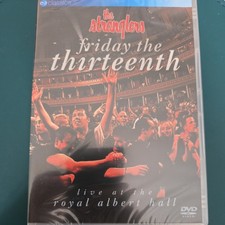 the
stranglers
friday the
thirteenth
live at the
royal albert hall
DVD